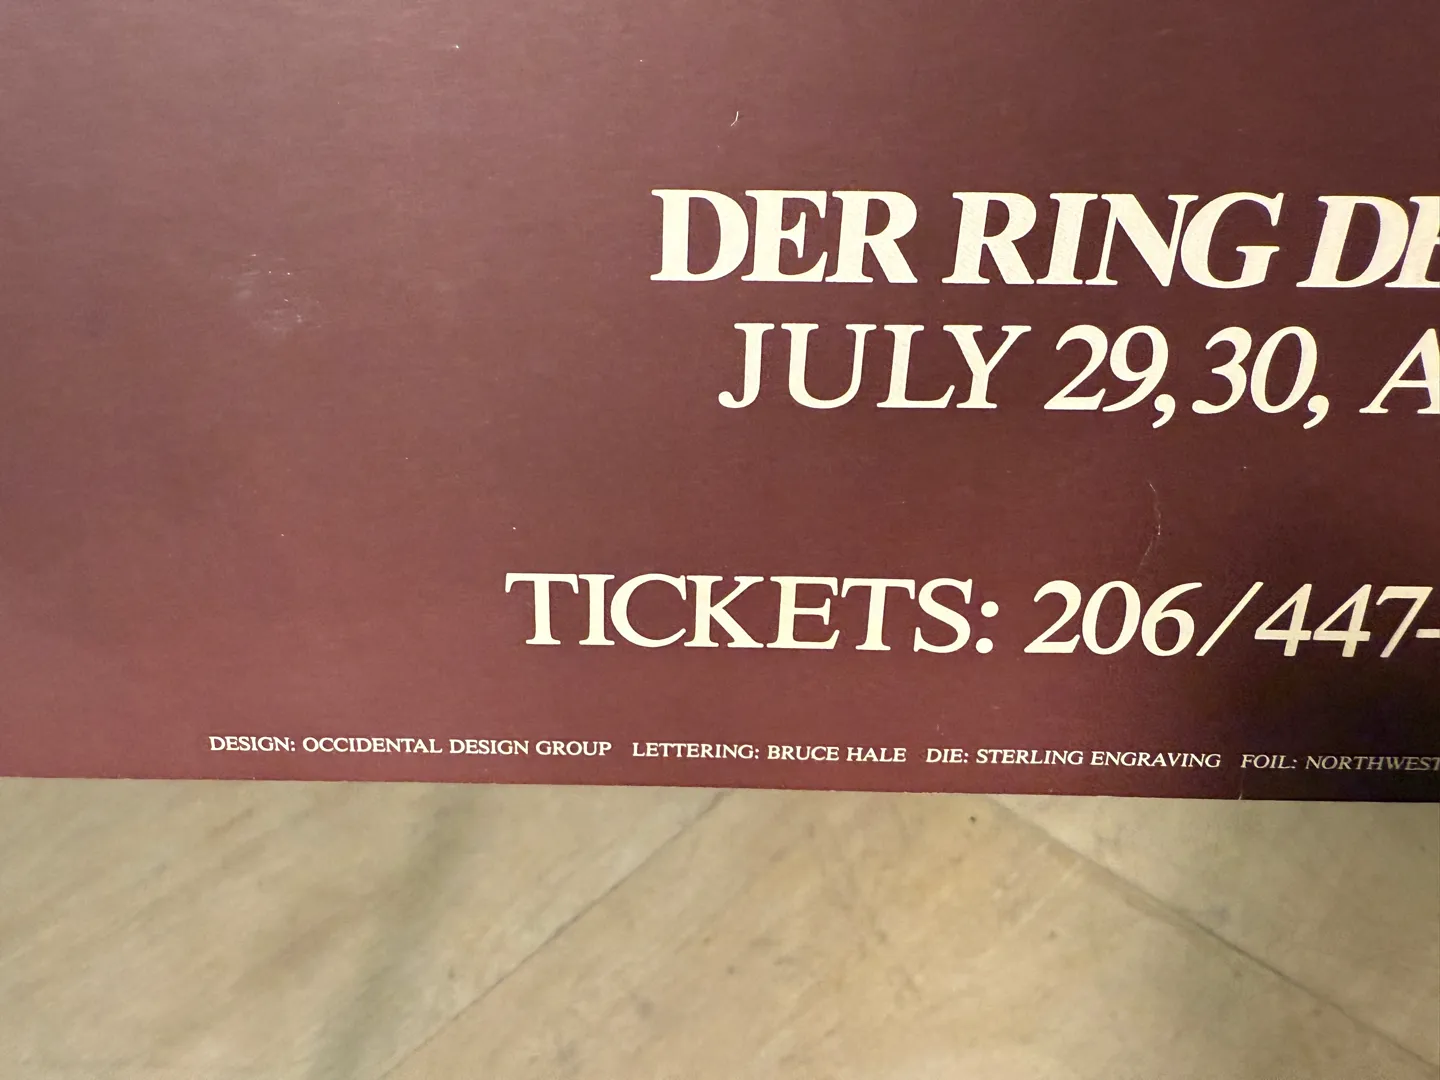 DER RING DE
JULY 29, 30, A
TICKETS: 206/447-
DESIGN: OCCIDENTAL DESIGN GROUP LETTERING: BRUCE HALE DIE: STERLING ENGRAVING FOIL: NORTHWEST